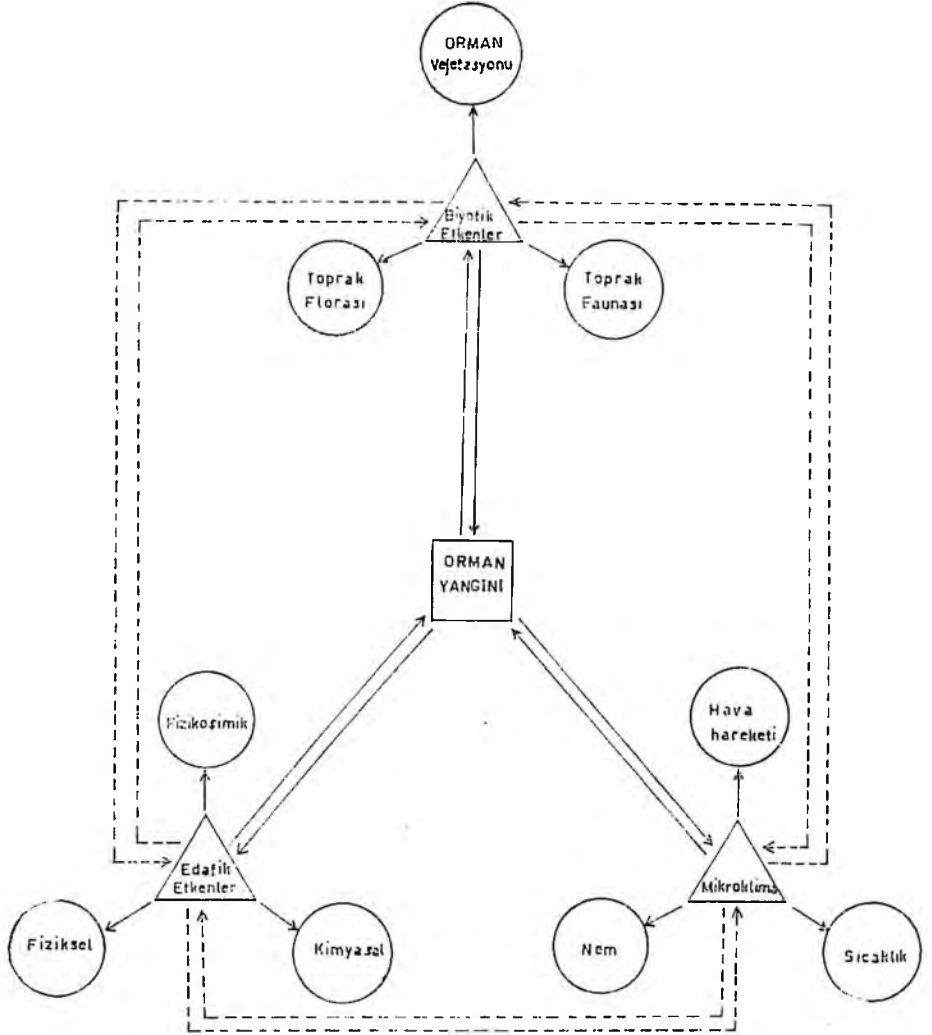 ORMAN
Vejetasyonu
Biyotik
Etkenler
Toprak
Florası
Toprak
Faunası
ORMAN
YANGINI
Fizikoşimik
Hava
hareketi
Edafik
Etkenler
Mikroklima
Fiziksel
Kimyasal
Nem
Sıcaklık